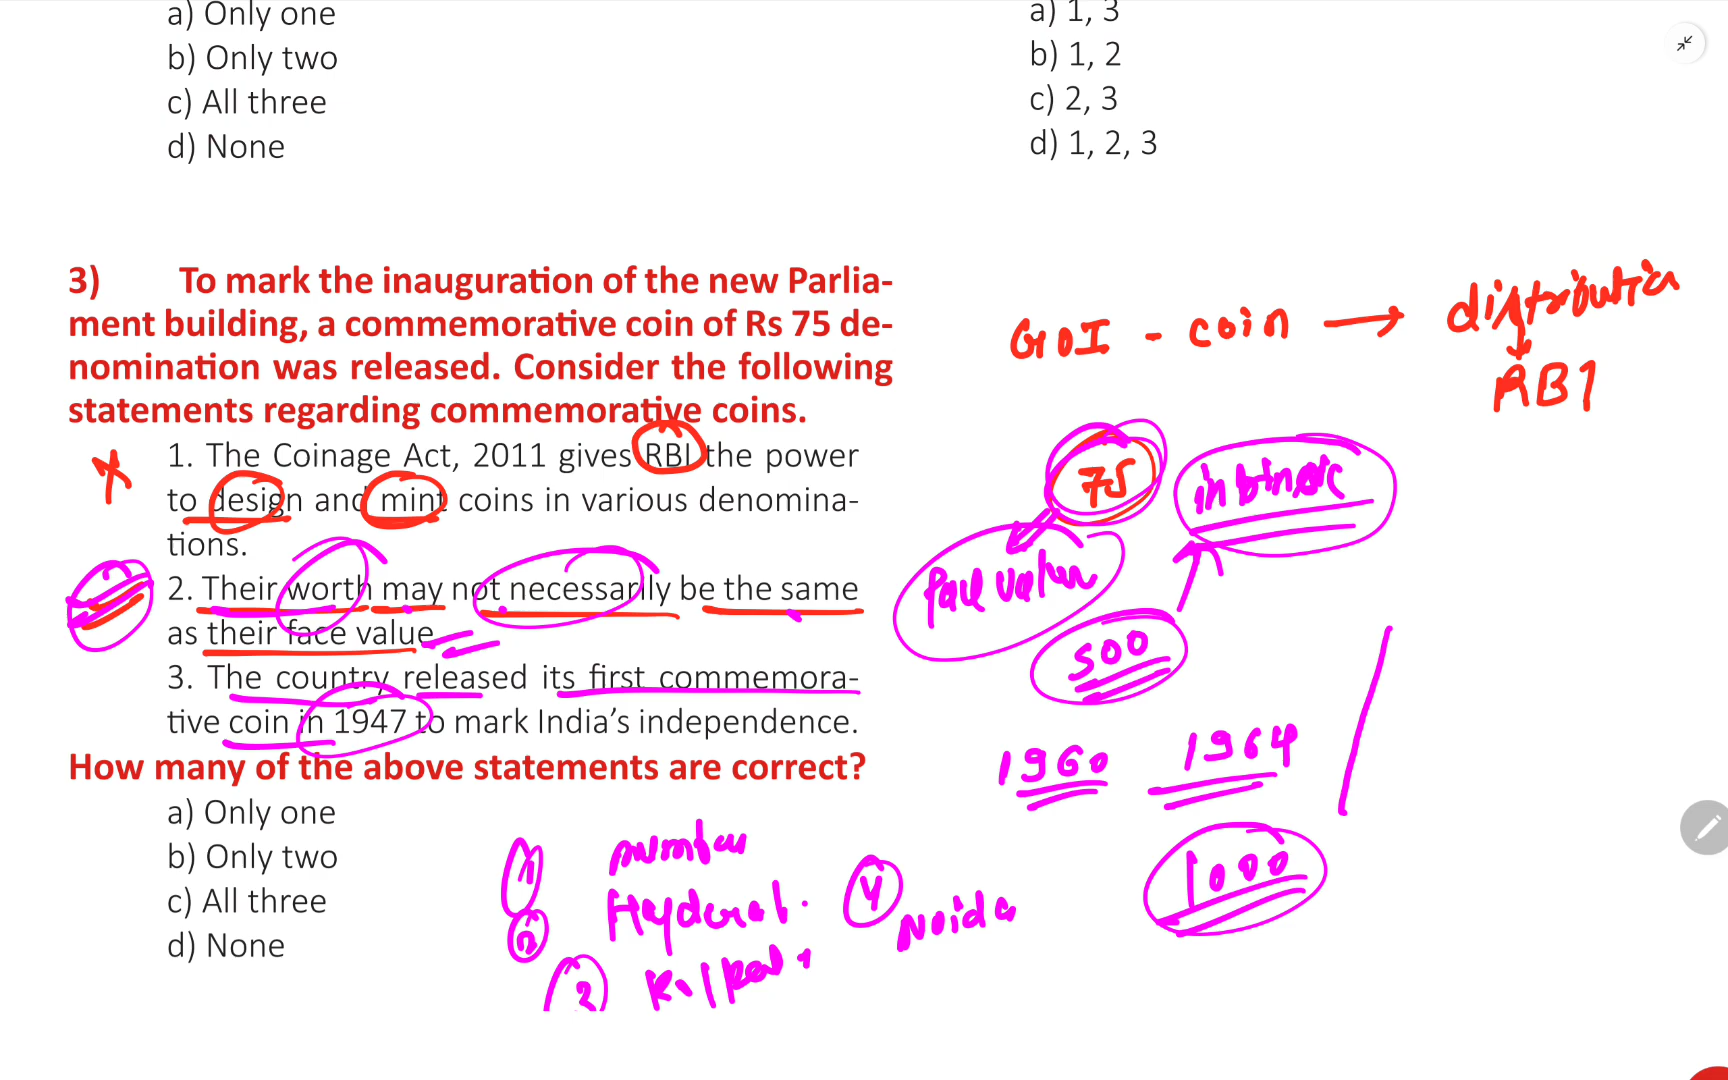 a) Only one
b) Only two
c) All three
d) None
a) 1, 3
b) 1, 2
c) 2, 3
d) 1, 2, 3
3) To mark the inauguration of the new Parlia-
ment building, a commemorative coin of Rs 75 de-
nomination was released. Consider the following
statements regarding commemorative coins.
1. The Coinage Act, 2011 gives RBI the power
to design and mint coins in various denomina-
tions.
2. Their worth may not necessarily be the same
as their face value
3. The country released its first commemora-
tive coin in 1947 to mark India's independence.
How many of the above statements are correct?
a) Only one
b) Only two
c) All three
d) None
GOI - coin → distribution
RBI
75
face value
500
1960 1964
1000
1
2
3
4 Noida